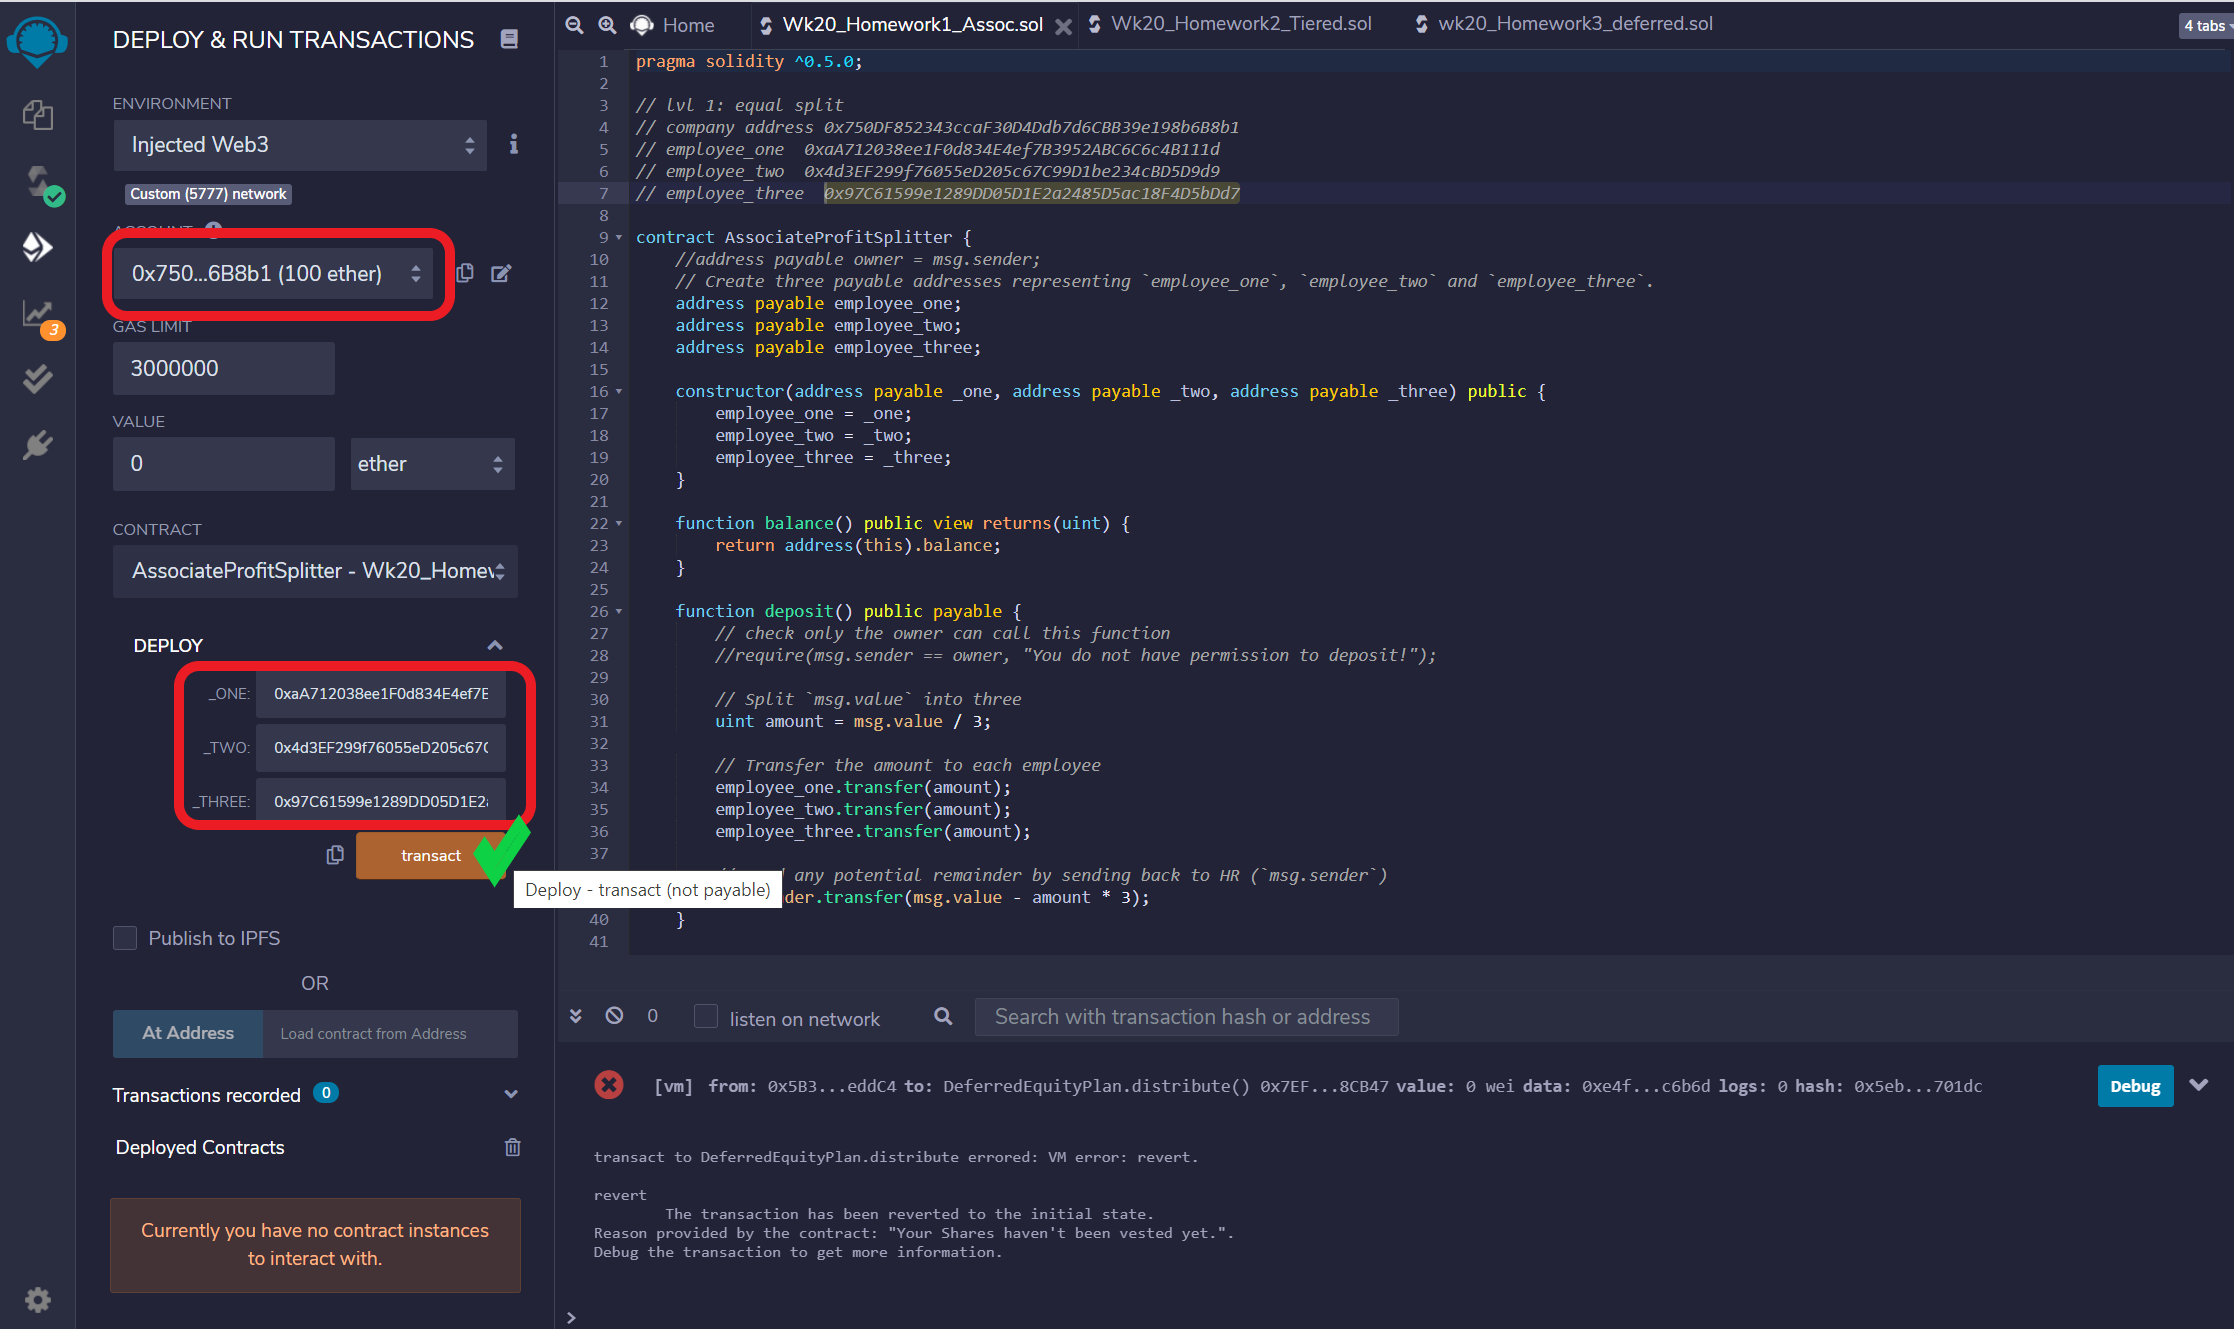 DEPLOY & RUN TRANSACTIONS
ENVIRONMENT
Injected Web3
Custom (5777) network
ACCOUNT
0x750...6B8b1 (100 ether)
GAS LIMIT
3000000
VALUE
0
ether
CONTRACT
AssociateProfitSplitter - Wk20_Homew
DEPLOY
_ONE: 0xaA712038ee1F0d834E4ef7B
_TWO: 0x4d3EF299f76055eD205c67C
_THREE: 0x97C61599e1289DD05D1E2a
transact
Deploy - transact (not payable)
Publish to IPFS
OR
At Address
Load contract from Address
Transactions recorded 0
Deployed Contracts
Currently you have no contract instances
to interact with.
3
Home
Wk20_Homework1_Assoc.sol
Wk20_Homework2_Tiered.sol
wk20_Homework3_deferred.sol
4 tabs
1 pragma solidity ^0.5.0;
2
3 // lvl 1: equal split
4 // company address 0x750DF852343ccaF30D4Ddb7d6CBB39e198b6B8b1
5 // employee_one  0xaA712038ee1F0d834E4ef7B3952ABC6C6c4B111d
6 // employee_two  0x4d3EF299f76055eD205c67C99D1be234cBD5D9d9
7 // employee_three  0x97C61599e1289DD05D1E2a2485D5ac18F4D5bDd7
8
9 contract AssociateProfitSplitter {
10 //address payable owner = msg.sender;
11 // Create three payable addresses representing `employee_one`, `employee_two` and `employee_three`.
12 address payable employee_one;
13 address payable employee_two;
14 address payable employee_three;
15
16 constructor(address payable _one, address payable _two, address payable _three) public {
17 employee_one = _one;
18 employee_two = _two;
19 employee_three = _three;
20 }
21
22 function balance() public view returns(uint) {
23 return address(this).balance;
24 }
25
26 function deposit() public payable {
27 // check only the owner can call this function
28 //require(msg.sender == owner, "You do not have permission to deposit!");
29
30 // Split `msg.value` into three
31 uint amount = msg.value / 3;
32
33 // Transfer the amount to each employee
34 employee_one.transfer(amount);
35 employee_two.transfer(amount);
36 employee_three.transfer(amount);
37
any potential remainder by sending back to HR (`msg.sender`)
der.transfer(msg.value - amount * 3);
40 }
41
0
listen on network
Search with transaction hash or address
[vm] from: 0x5B3...eddC4 to: DeferredEquityPlan.distribute() 0x7EF...8CB47 value: 0 wei data: 0xe4f...c6b6d logs: 0 hash: 0x5eb...701dc
Debug
transact to DeferredEquityPlan.distribute errored: VM error: revert.
revert
The transaction has been reverted to the initial state.
Reason provided by the contract: "Your Shares haven't been vested yet.".
Debug the transaction to get more information.
>